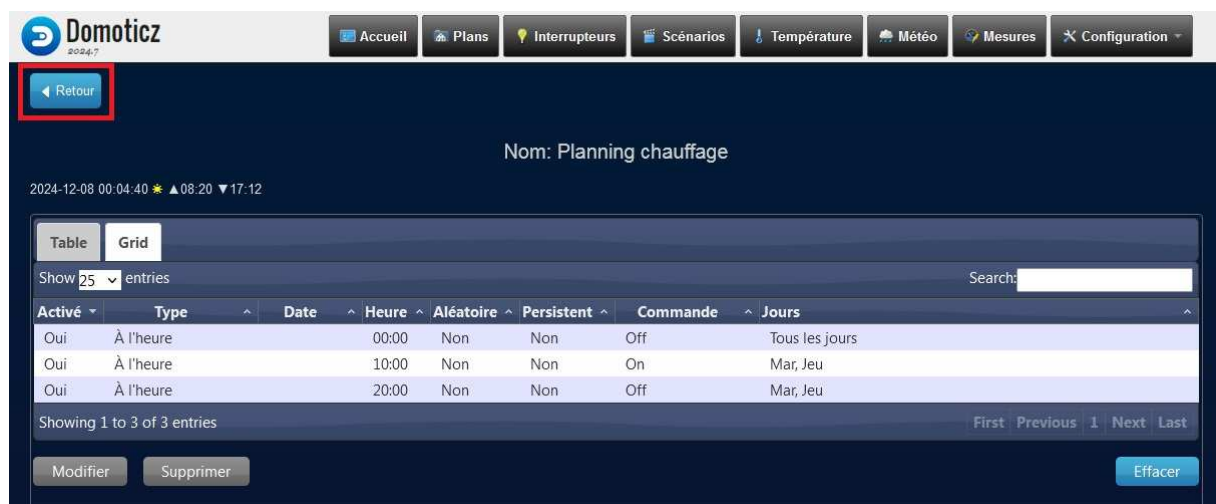 Domoticz
2024.7
Accueil Plans Interrupteurs Scénarios Température Météo Mesures Configuration
Retour
Nom: Planning chauffage
2024-12-08 00:04:40 ☀ ▲08:20 ▼17:12
Table Grid
Show 25 entries Search:
Activé Type Date Heure Aléatoire Persistent Commande Jours
Oui À l'heure 00:00 Non Non Off Tous les jours
Oui À l'heure 10:00 Non Non On Mar, Jeu
Oui À l'heure 20:00 Non Non Off Mar, Jeu
Showing 1 to 3 of 3 entries First Previous 1 Next Last
Modifier Supprimer Effacer